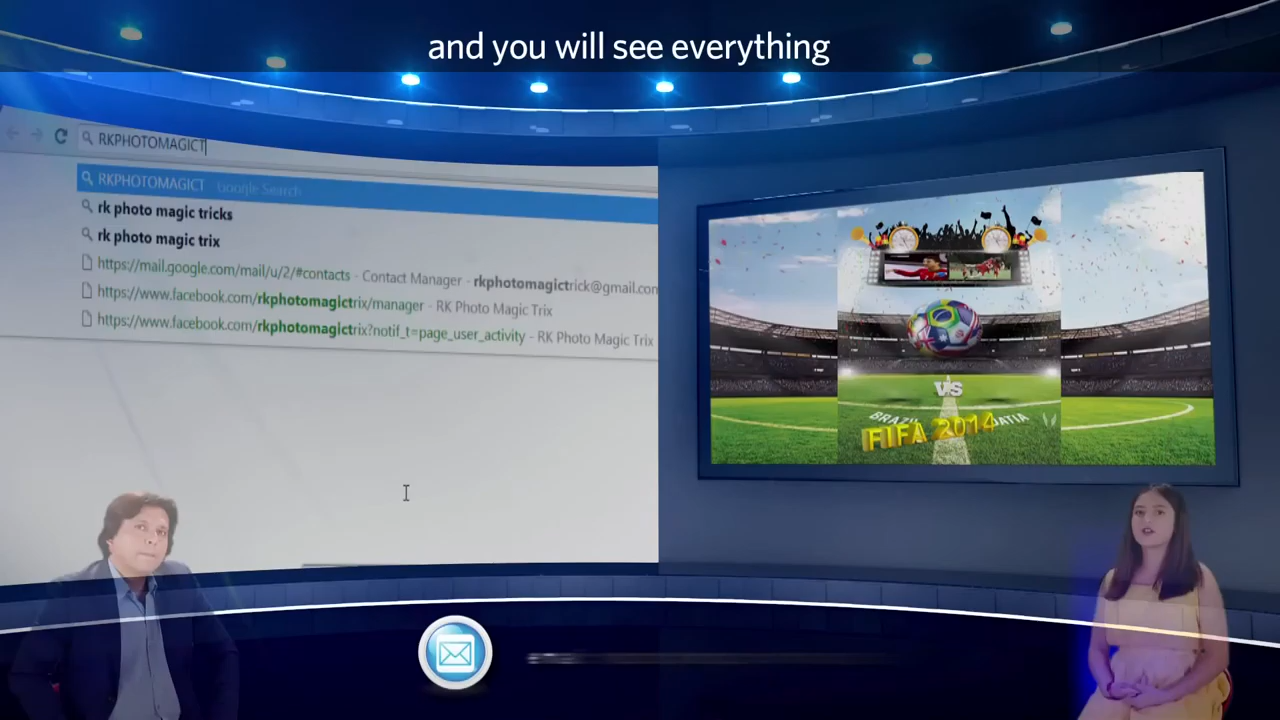 and you will see everything
RKPHOTOMAGICT
RKPHOTOMAGICT Google Search
rk photo magic tricks
rk photo magic trix
https://mail.google.com/mail/u/2/#contacts - Contact Manager - rkphotomagictrick@gmail.com
https://www.facebook.com/rkphotomagictrix/manager - RK Photo Magic Trix
https://www.facebook.com/rkphotomagictrix?notif_t=page_user_activity - RK Photo Magic Trix
VS
FIFA 2014